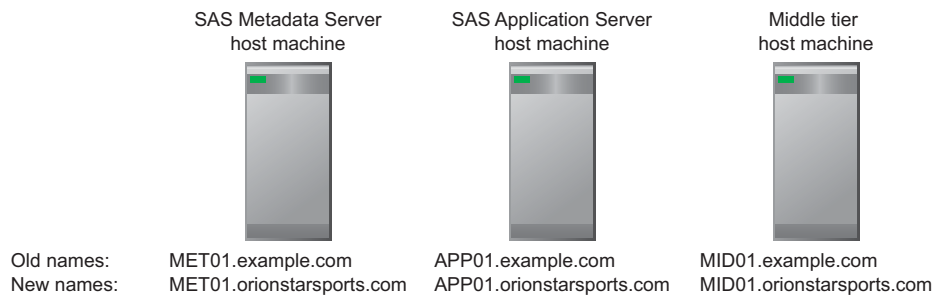 SAS Metadata Server
host machine
SAS Application Server
host machine
Middle tier
host machine
Old names: MET01.example.com APP01.example.com MID01.example.com
New names: MET01.orionstarsports.com APP01.orionstarsports.com MID01.orionstarsports.com